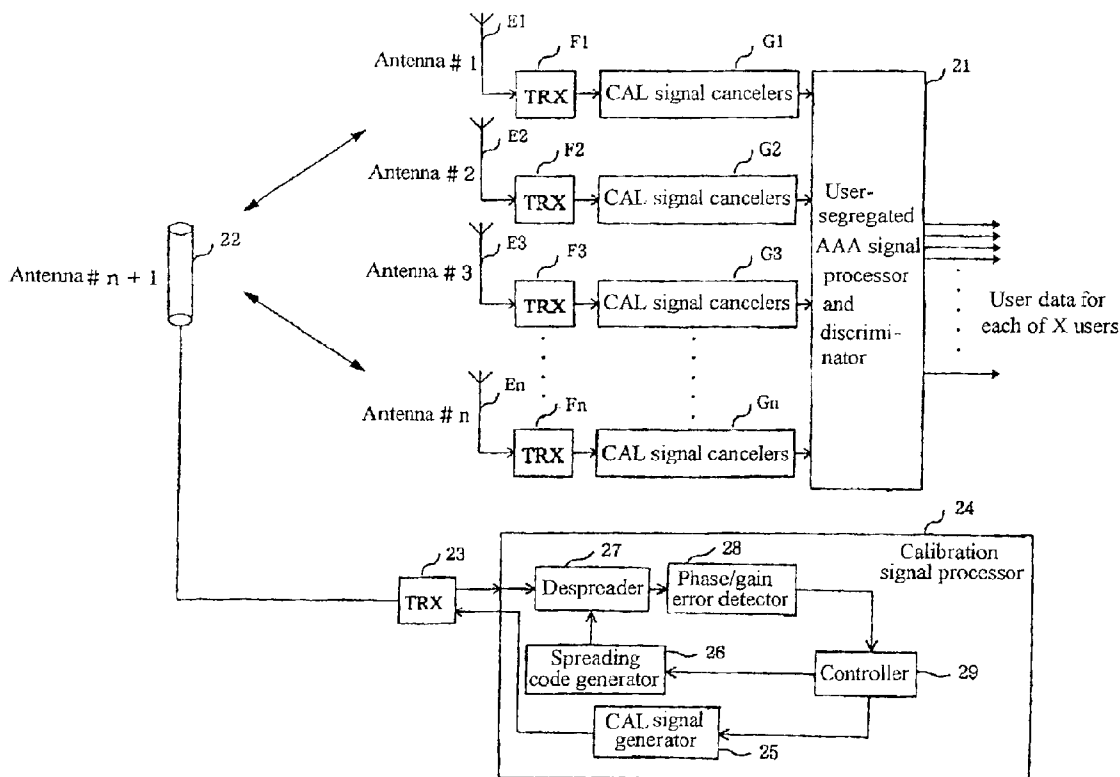 E1
Antenna # 1
F1
TRX
G1
CAL signal cancelers
21
E2
Antenna # 2
F2
TRX
G2
CAL signal cancelers
E3
Antenna # 3
F3
TRX
G3
CAL signal cancelers
En
Antenna # n
Fn
TRX
Gn
CAL signal cancelers
User-
segregated
AAA signal
processor
and
discrimi-
nator
User data for
each of X users
22
Antenna # n + 1
23
TRX
24
Calibration
signal processor
27
Despreader
28
Phase/gain
error detector
26
Spreading
code generator
Controller
29
CAL signal
generator
25